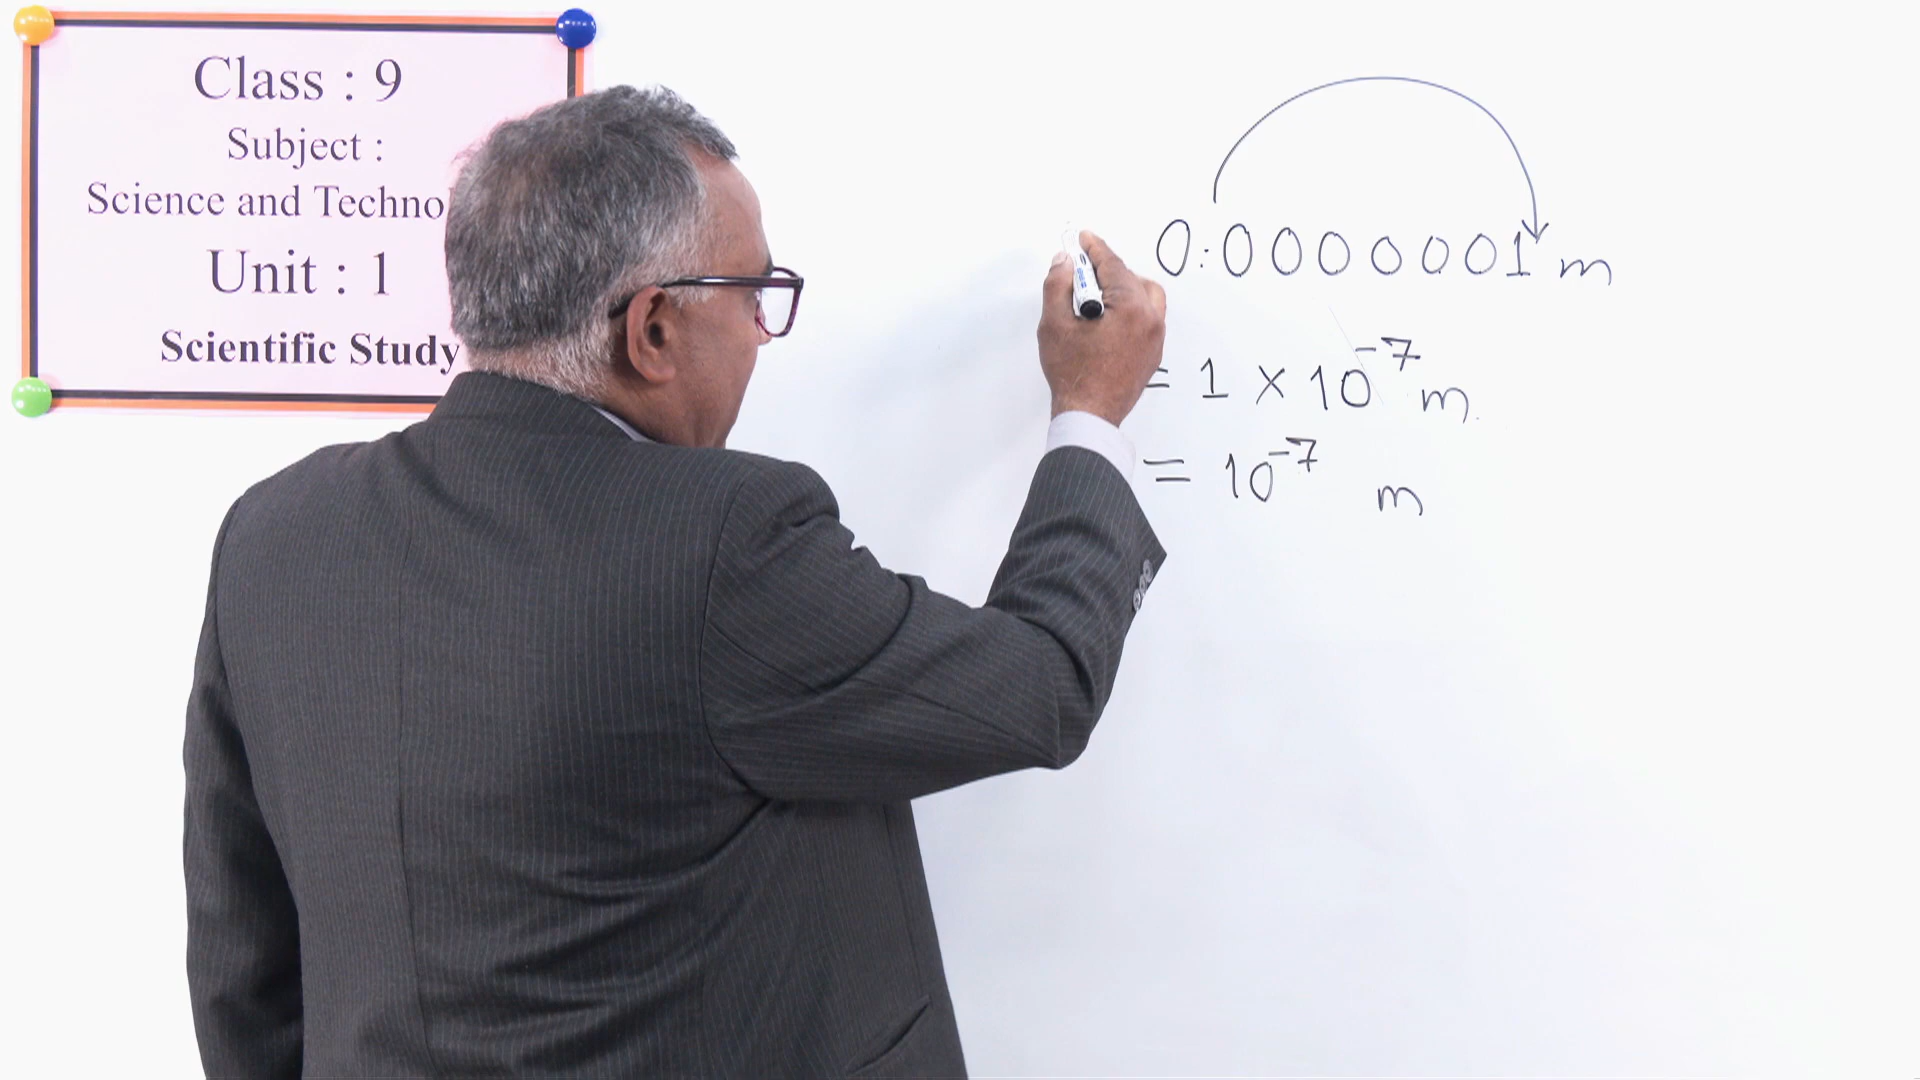 Class : 9
Subject :
Science and Techno
Unit : 1
Scientific Study
0.0000001 m
= 1 × 10⁻⁷ m.
= 10⁻⁷ m